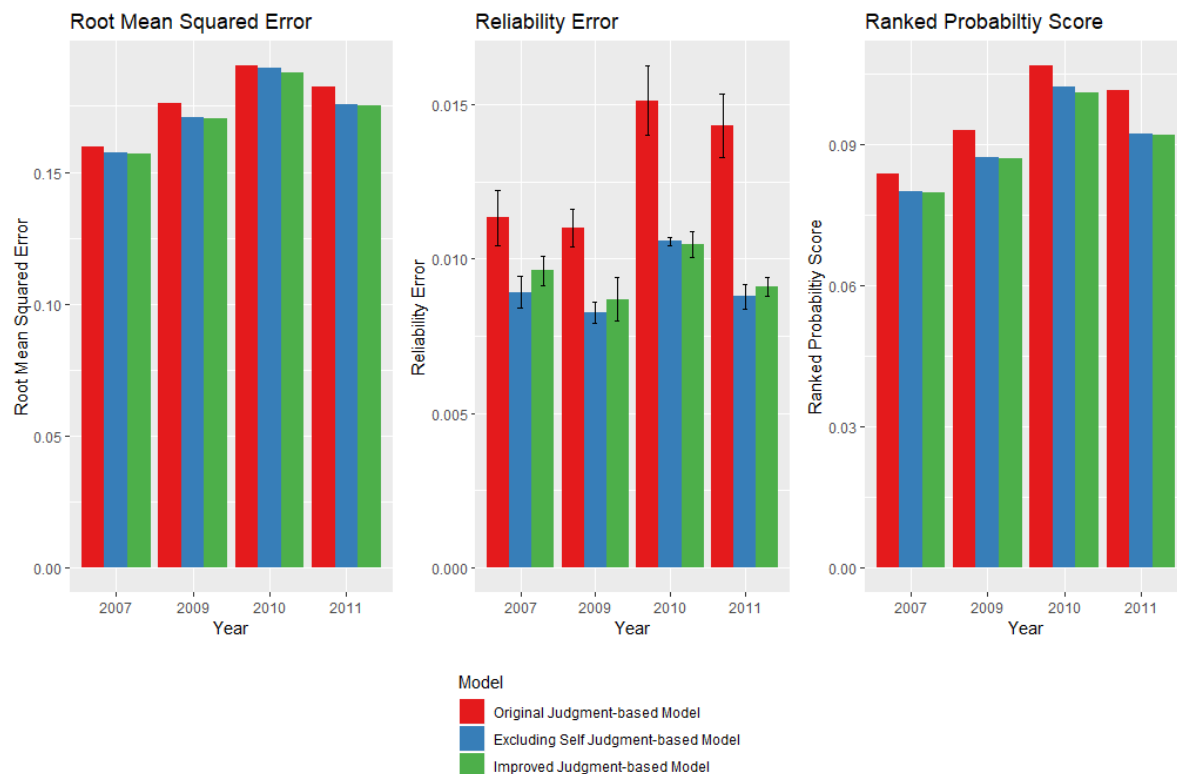 Root Mean Squared Error
Root Mean Squared Error
0.15
0.10
0.05
0.00
2007 2009 2010 2011
Year
Reliability Error
Reliability Error
0.015
0.010
0.005
0.000
2007 2009 2010 2011
Year
Ranked Probabiltiy Score
Ranked Probabiltiy Score
0.09
0.06
0.03
0.00
2007 2009 2010 2011
Year
Model
Original Judgment-based Model
Excluding Self Judgment-based Model
Improved Judgment-based Model